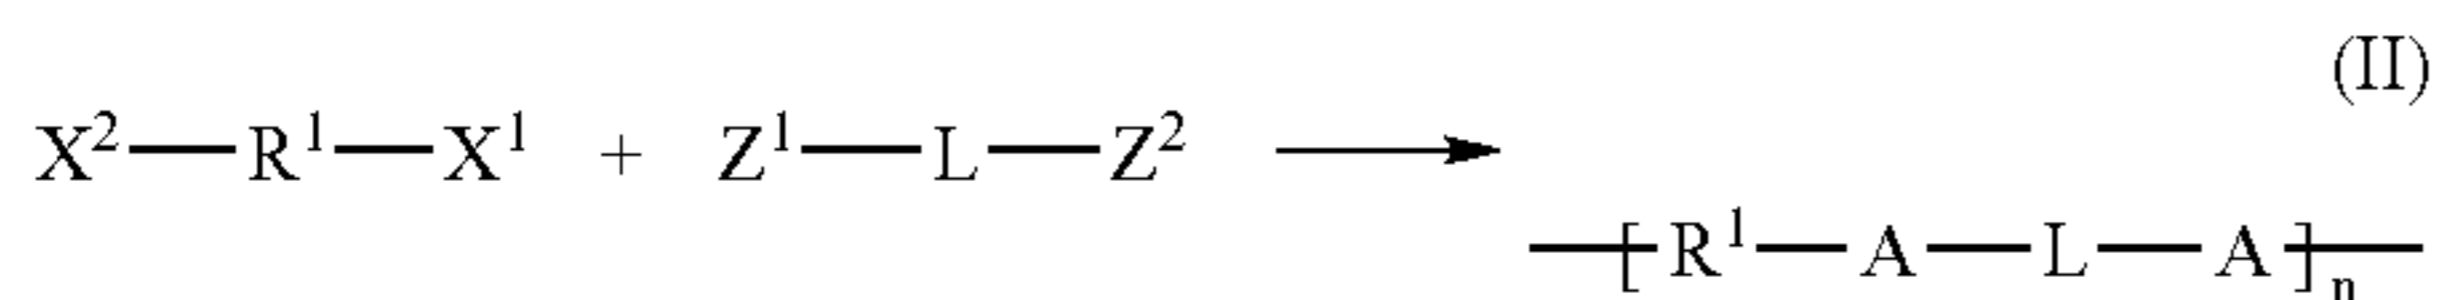 (II)
X²—R¹—X¹ + Z¹—L—Z² ⟶
—[R¹—A—L—A]ₙ—